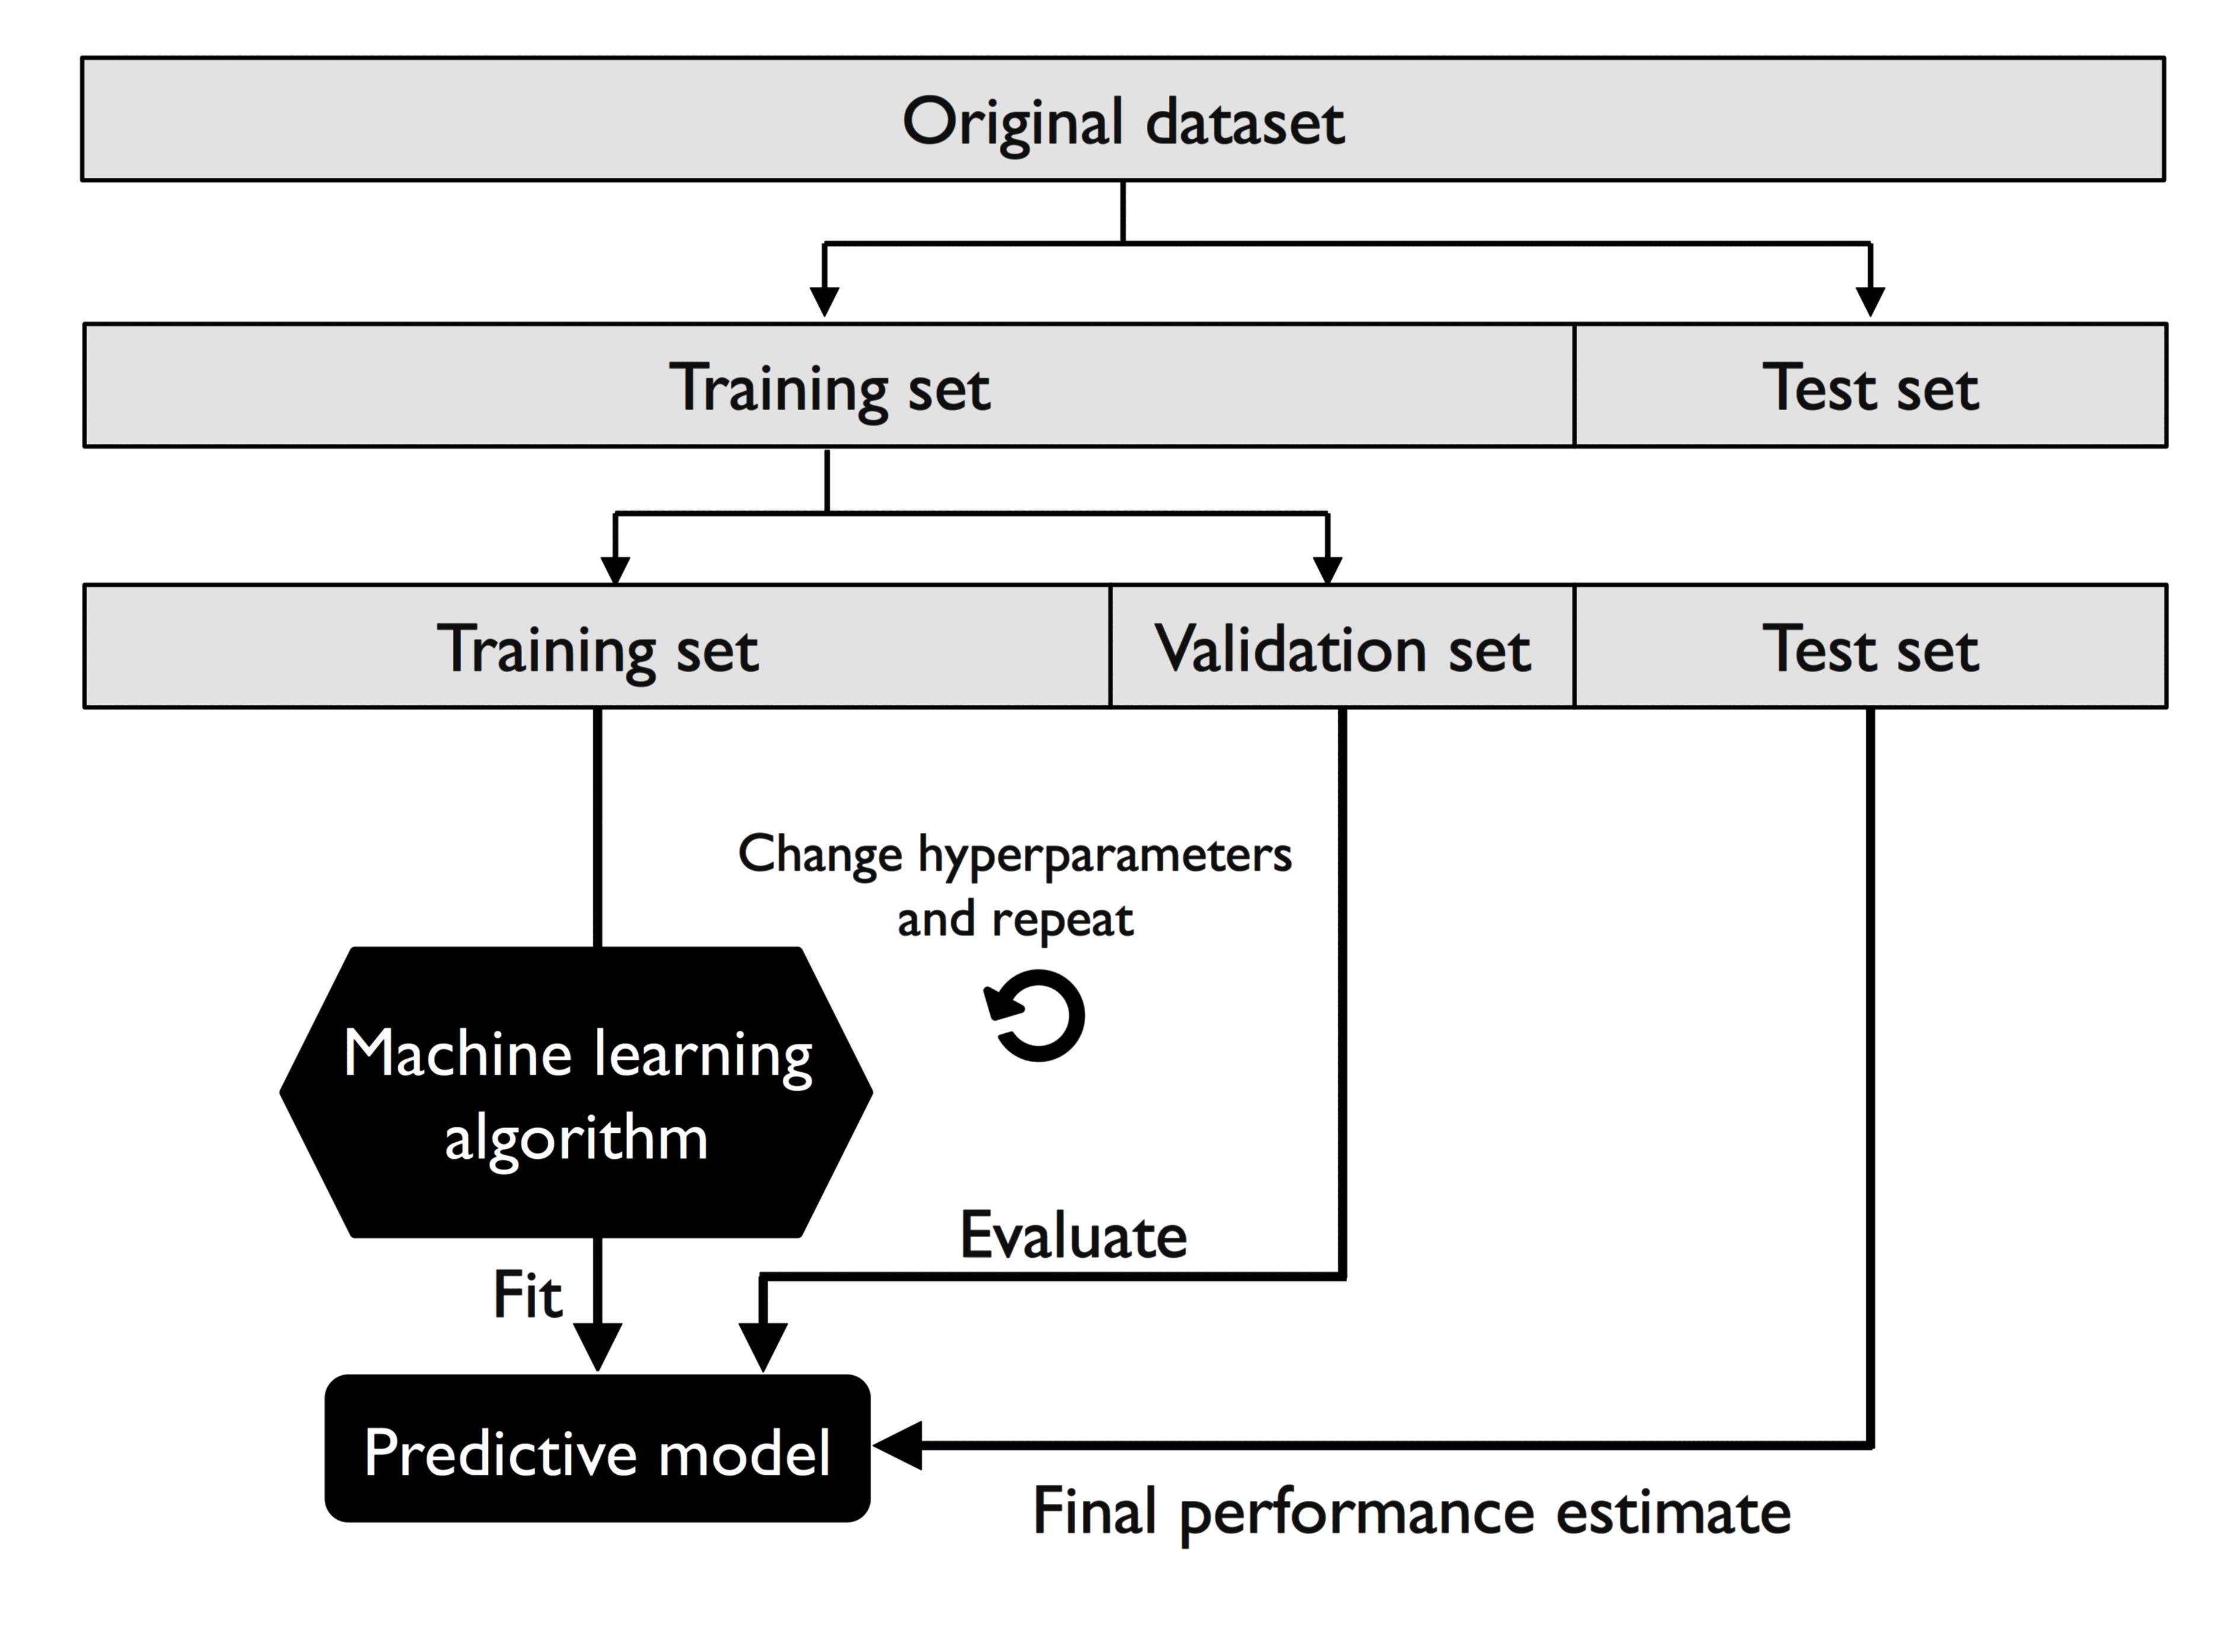 Original dataset
Training set
Test set
Training set
Validation set
Test set
Change hyperparameters
and repeat
Machine learning
algorithm
Evaluate
Fit
Predictive model
Final performance estimate